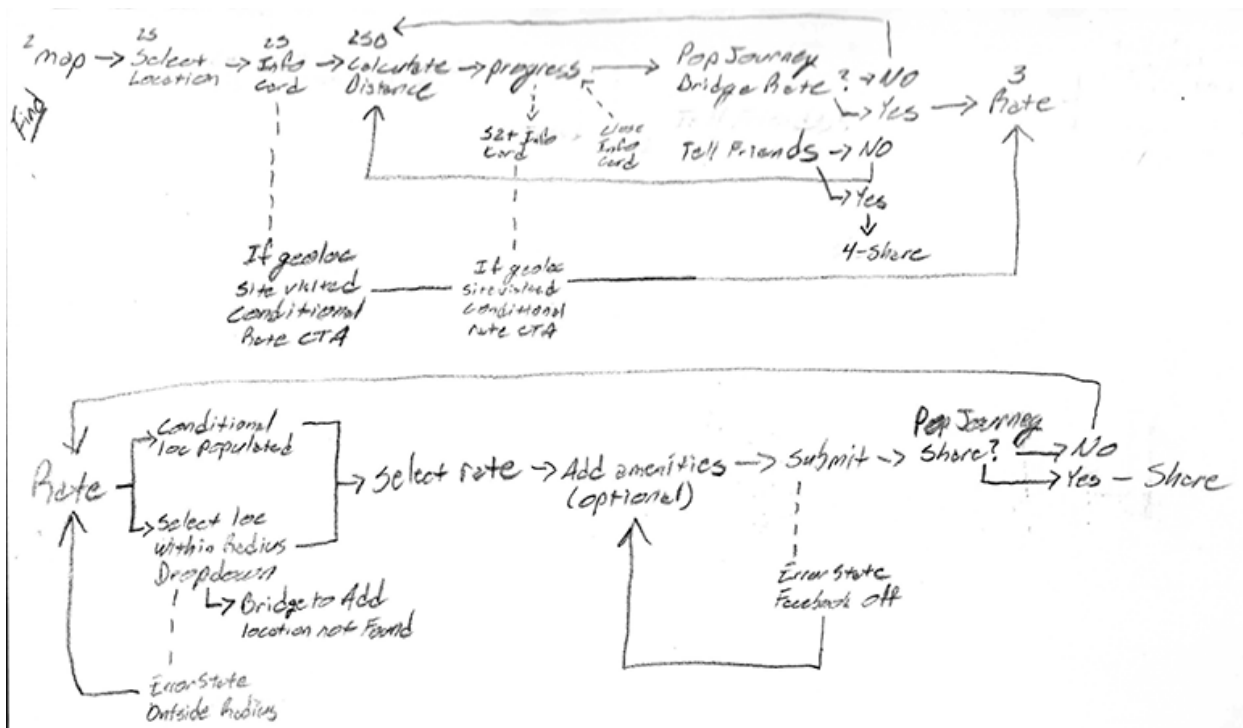 2
map
2S
Select
Location
2S
Info
Card
2SD
Calculate
Distance
progress
Pop Journey
Bridge Rate?
NO
Yes
3
Rate
Find
S2+ Info
Card
close
Info
Card
Tell Friends
NO
Yes
4-Share
If geoloc
site visited
Conditional
Rate CTA
If geoloc
site visited
conditional
rate CTA
Rate
Conditional
loc populated
Select loc
within Radius
Dropdown
Bridge to Add
location not Found
Error State
Outside Radius
Select rate
Add amenities
(optional)
Submit
Error State
Facebook off
Pop Journey
Share?
NO
Yes - Share